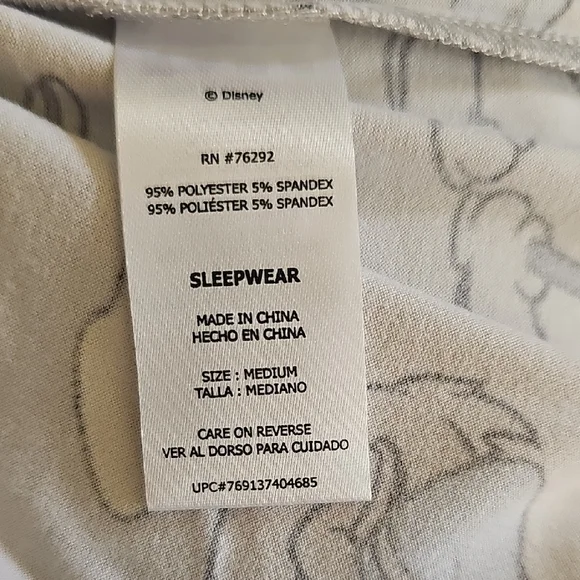 © Disney
RN #76292
95% POLYESTER 5% SPANDEX
95% POLIÉSTER 5% SPANDEX
SLEEPWEAR
MADE IN CHINA
HECHO EN CHINA
SIZE : MEDIUM
TALLA : MEDIANO
CARE ON REVERSE
VER AL DORSO PARA CUIDADO
UPC#769137404685